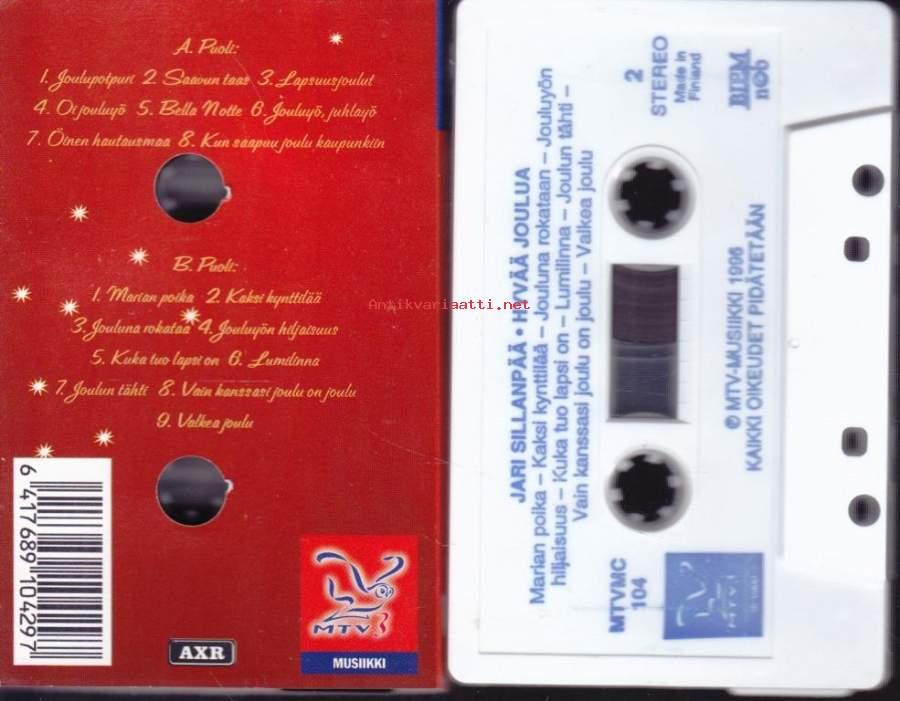 A. Puoli:
1. Joulupotpuri 2. Saavun taas 3. Lapsuusjoulut
4. Oi jouluyö 5. Bella Notte 6. Jouluyö, juhlayö
7. Öinen hautausmaa 8. Kun saapuu joulu kaupunkiin
B. Puoli:
1. Marian poika 2. Kaksi kynttilää
3. Jouluna rokataa 4. Jouluyön hiljaisuus
5. Kuka tuo lapsi on 6. Lumilinna
7. Joulun tähti 8. Vain kanssasi joulu on joulu
9. Valkea joulu
6 417689 104297
AXR
MTV3
MUSIIKKI
Antikvariaatti.net
JARI SILLANPÄÄ • HYVÄÄ JOULUA
Marian poika – Kaksi kynttilää – Jouluna rokataan – Jouluyön
hiljaisuus – Kuka tuo lapsi on – Lumilinna – Joulun tähti –
Vain kanssasi joulu on joulu – Valkea joulu
MTVMC
104
2
STEREO
Made in
Finland
n©b
℗ MTV-MUSIIKKI 1996
KAIKKI OIKEUDET PIDÄTETÄÄN